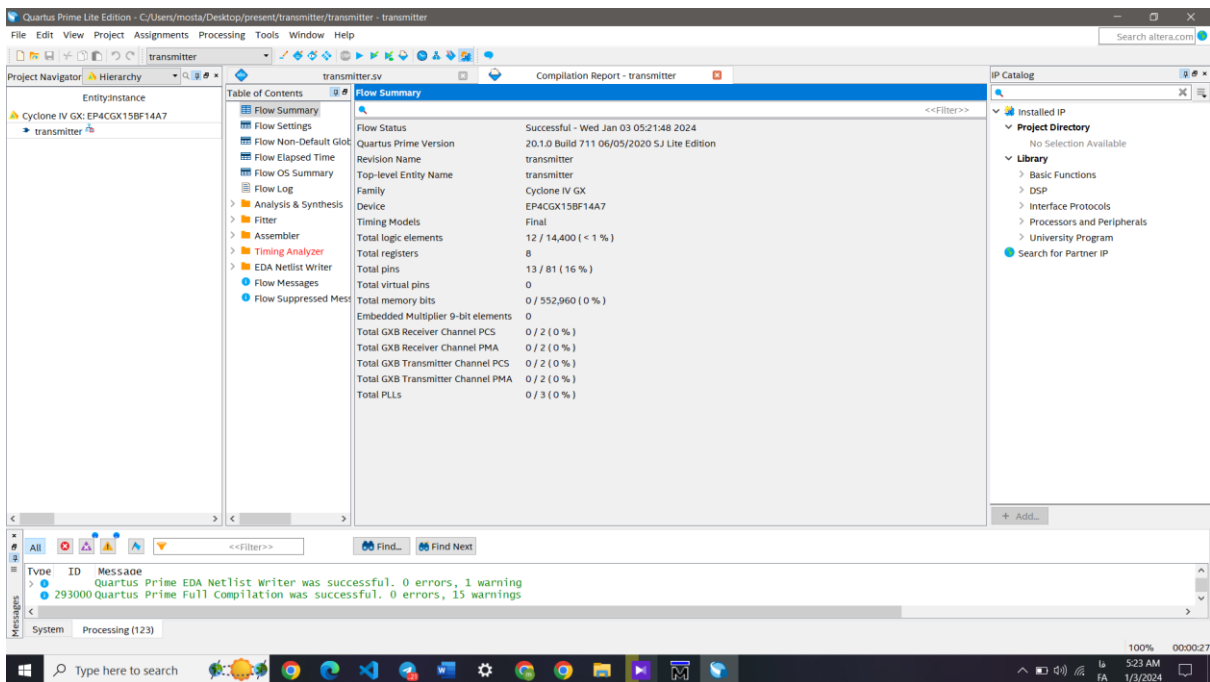 Quartus Prime Lite Edition - C:/Users/mosta/Desktop/present/transmitter/transmitter - transmitter
File Edit View Project Assignments Processing Tools Window Help
Search altera.com
transmitter
Project Navigator
Hierarchy
Entity:Instance
Cyclone IV GX: EP4CGX15BF14A7
transmitter
transmitter.sv
Compilation Report - transmitter
Table of Contents
Flow Summary
Flow Settings
Flow Non-Default Glob
Flow Elapsed Time
Flow OS Summary
Flow Log
Analysis & Synthesis
Fitter
Assembler
Timing Analyzer
EDA Netlist Writer
Flow Messages
Flow Suppressed Mess
Flow Summary
<<Filter>>
Flow Status Successful - Wed Jan 03 05:21:48 2024
Quartus Prime Version 20.1.0 Build 711 06/05/2020 SJ Lite Edition
Revision Name transmitter
Top-level Entity Name transmitter
Family Cyclone IV GX
Device EP4CGX15BF14A7
Timing Models Final
Total logic elements 12 / 14,400 ( < 1 % )
Total registers 8
Total pins 13 / 81 ( 16 % )
Total virtual pins 0
Total memory bits 0 / 552,960 ( 0 % )
Embedded Multiplier 9-bit elements 0
Total GXB Receiver Channel PCS 0 / 2 ( 0 % )
Total GXB Receiver Channel PMA 0 / 2 ( 0 % )
Total GXB Transmitter Channel PCS 0 / 2 ( 0 % )
Total GXB Transmitter Channel PMA 0 / 2 ( 0 % )
Total PLLs 0 / 3 ( 0 % )
IP Catalog
Installed IP
Project Directory
No Selection Available
Library
Basic Functions
DSP
Interface Protocols
Processors and Peripherals
University Program
Search for Partner IP
+ Add...
All
<<Filter>>
Find...
Find Next
Type ID Message
Quartus Prime EDA Netlist Writer was successful. 0 errors, 1 warning
293000 Quartus Prime Full Compilation was successful. 0 errors, 15 warnings
Messages
System
Processing (123)
100% 00:00:27
Type here to search
فا
FA
5:23 AM
1/3/2024